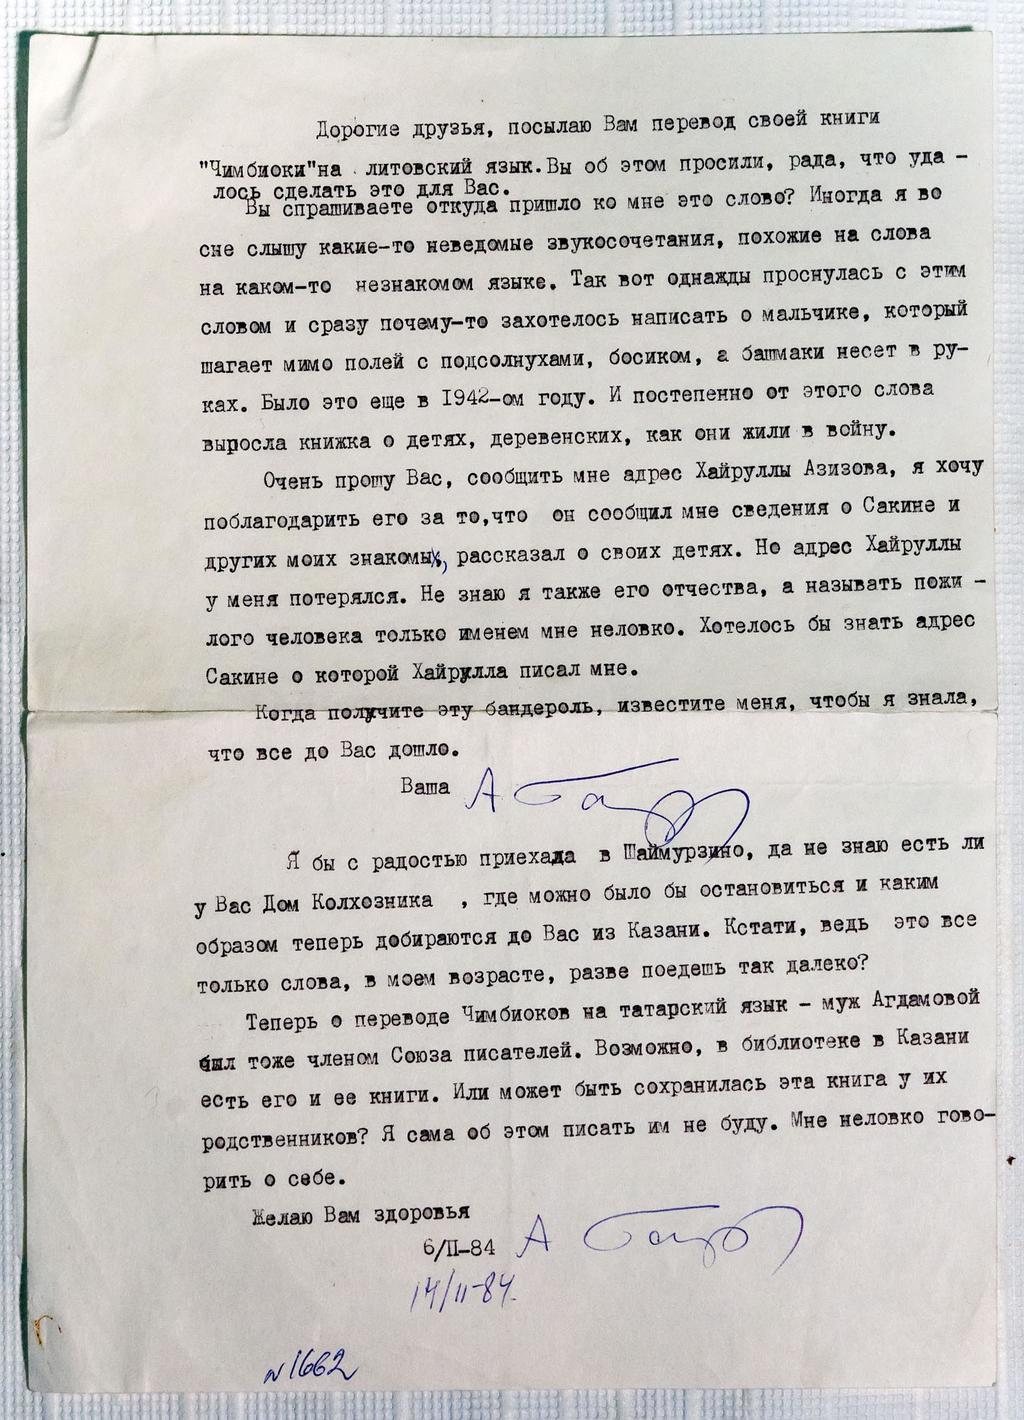 Дорогие друзья, посылаю Вам перевод своей книги
"Чимбиоки"на литовский язык.Вы об этом просили, рада, что уда -
лось сделать это для Вас.
Вы спрашиваете откуда пришло ко мне это слово? Иногда я во
сне слышу какие-то неведомые звукосочетания, похожие на слова
на каком-то незнакомом языке. Так вот однажды проснулась с этим
словом и сразу почему-то захотелось написать о мальчике, который
шагает мимо полей с подсолнухами, босиком, а башмаки несет в ру-
ках. Было это еще в 1942-ом году. И постепенно от этого слова
выросла книжка о детях, деревенских, как они жили в войну.
Очень прошу Вас, сообщить мне адрес Хайруллы Азизова, я хочу
поблагодарить его за то,что он сообщил мне сведения о Сакине и
других моих знакомых, рассказал о своих детях. Но адрес Хайруллы
у меня потерялся. Не знаю я также его отчества, а называть пожи -
лого человека только именем мне неловко. Хотелось бы знать адрес
Сакине о которой Хайрулла писал мне.
Когда получите эту бандероль, известите меня, чтобы я знала,
что все до Вас дошло.
Ваша А
Я бы с радостью приехада в Шаймурзино, да не знаю есть ли
у Вас Дом Колхозника , где можно было бы остановиться и каким
образом теперь добираются до Вас из Казани. Кстати, ведь это все
только слова, в моем возрасте, разве поедешь так далеко?
Теперь о переводе Чимбиоков на татарский язык - муж Агдамовой
был тоже членом Союза писателей. Возможно, в библиотеке в Казани
есть его и ее книги. Или может быть сохранилась эта книга у их
родственников? Я сама об этом писать им не буду. Мне неловко гово-
рить о себе.
Желаю Вам здоровья
6/II-84 А
14/II-84.
N1662